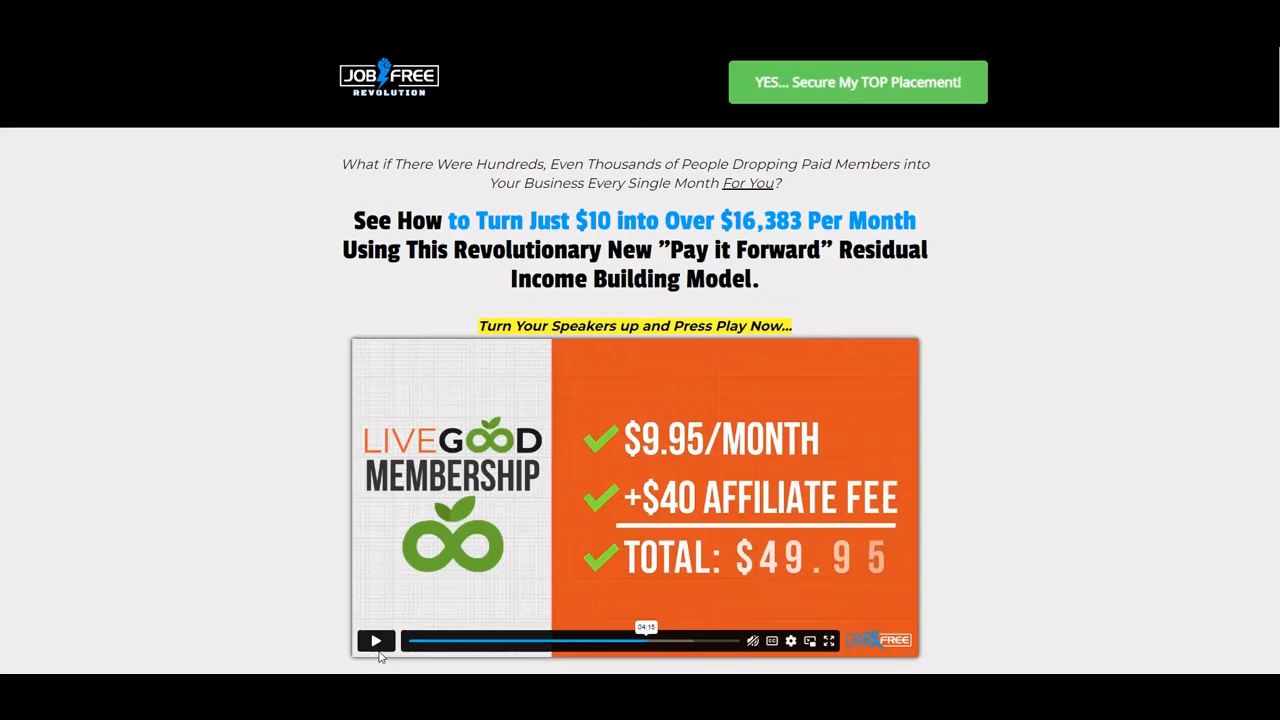 JOB FREE
REVOLUTION
YES... Secure My TOP Placement!
What if There Were Hundreds, Even Thousands of People Dropping Paid Members into
Your Business Every Single Month For You?
See How to Turn Just $10 into Over $16,383 Per Month
Using This Revolutionary New "Pay it Forward" Residual
Income Building Model.
Turn Your Speakers up and Press Play Now...
LIVEGOOD
MEMBERSHIP
$9.95/MONTH
+$40 AFFILIATE FEE
TOTAL: $49.95
04:15
CC
JOB FREE